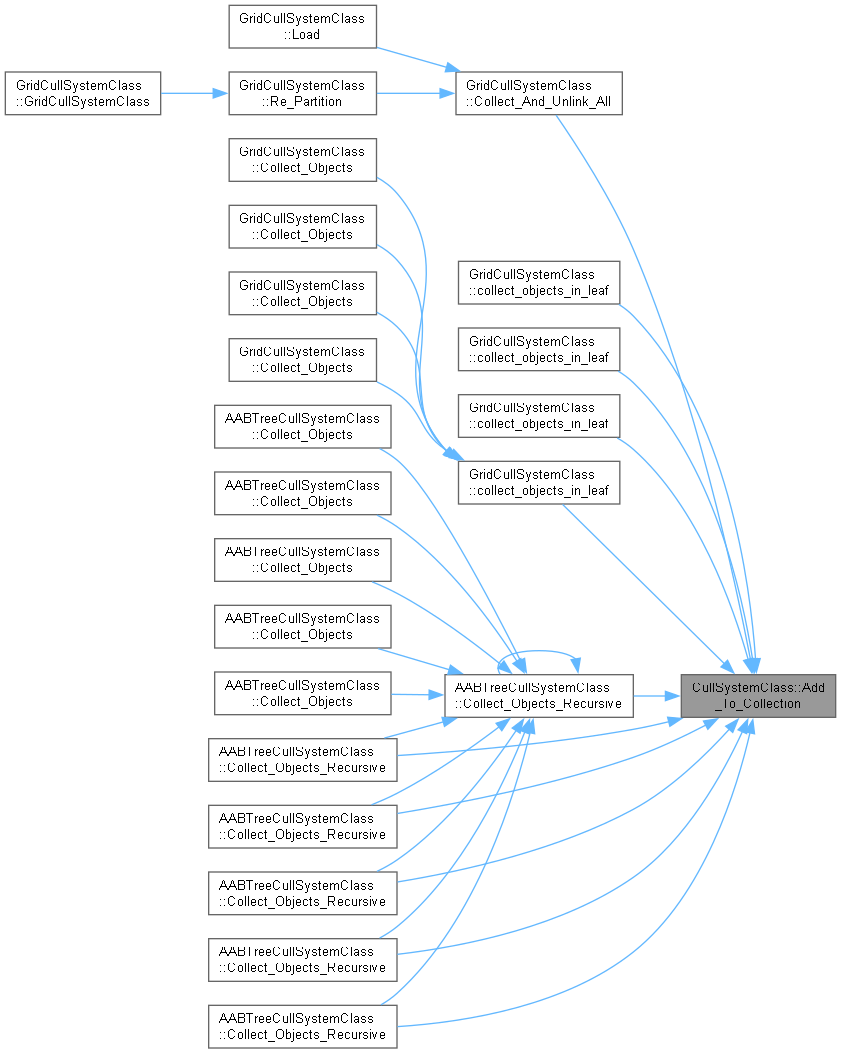 GridCullSystemClass
::Load
GridCullSystemClass
::GridCullSystemClass
GridCullSystemClass
::Re_Partition
GridCullSystemClass
::Collect_And_Unlink_All
GridCullSystemClass
::Collect_Objects
GridCullSystemClass
::Collect_Objects
GridCullSystemClass
::Collect_Objects
GridCullSystemClass
::Collect_Objects
GridCullSystemClass
::collect_objects_in_leaf
GridCullSystemClass
::collect_objects_in_leaf
GridCullSystemClass
::collect_objects_in_leaf
GridCullSystemClass
::collect_objects_in_leaf
AABTreeCullSystemClass
::Collect_Objects
AABTreeCullSystemClass
::Collect_Objects
AABTreeCullSystemClass
::Collect_Objects
AABTreeCullSystemClass
::Collect_Objects
AABTreeCullSystemClass
::Collect_Objects
AABTreeCullSystemClass
::Collect_Objects_Recursive
CullSystemClass::Add
_To_Collection
AABTreeCullSystemClass
::Collect_Objects_Recursive
AABTreeCullSystemClass
::Collect_Objects_Recursive
AABTreeCullSystemClass
::Collect_Objects_Recursive
AABTreeCullSystemClass
::Collect_Objects_Recursive
AABTreeCullSystemClass
::Collect_Objects_Recursive